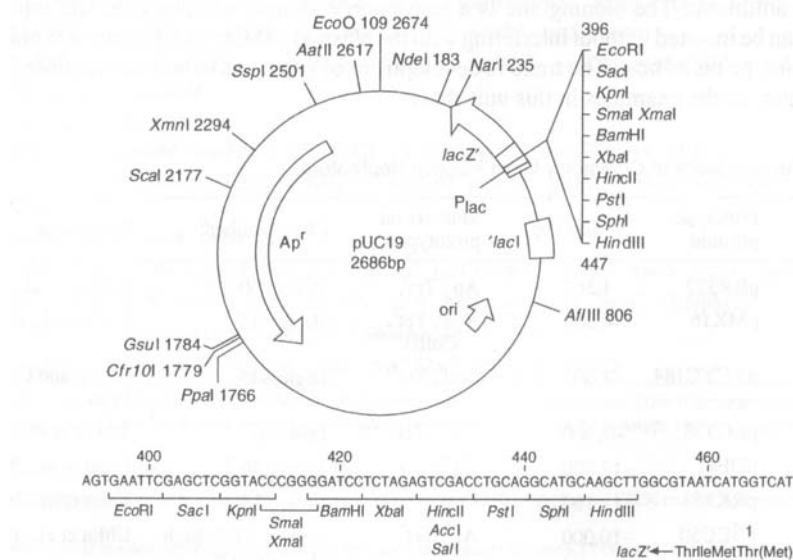 EcoO 109 2674
AatII 2617
NdeI 183
NarI 235
SspI 2501
XmnI 2294
ScaI 2177
396
EcoRI
SacI
KpnI
SmaI XmaI
BamHI
XbaI
HincII
PstI
SphI
HindIII
447
lacZ'
Plac
'lacI
Apr
pUC19
2686bp
ori
AflIII 806
GsuI 1784
Cfr10I 1779
PpaI 1766
400 420 440 460
AGTGAATTCGAGCTCGGTACCCGGGGATCCTCTAGAGTCGACCTGCAGGCATGCAAGCTTGGCGTAATCATGGTCAT
EcoRI SacI KpnI BamHI XbaI HincII PstI SphI HindIII
SmaI AccI
XmaI SalI
1
lacZ'←ThrIleMetThr(Met)